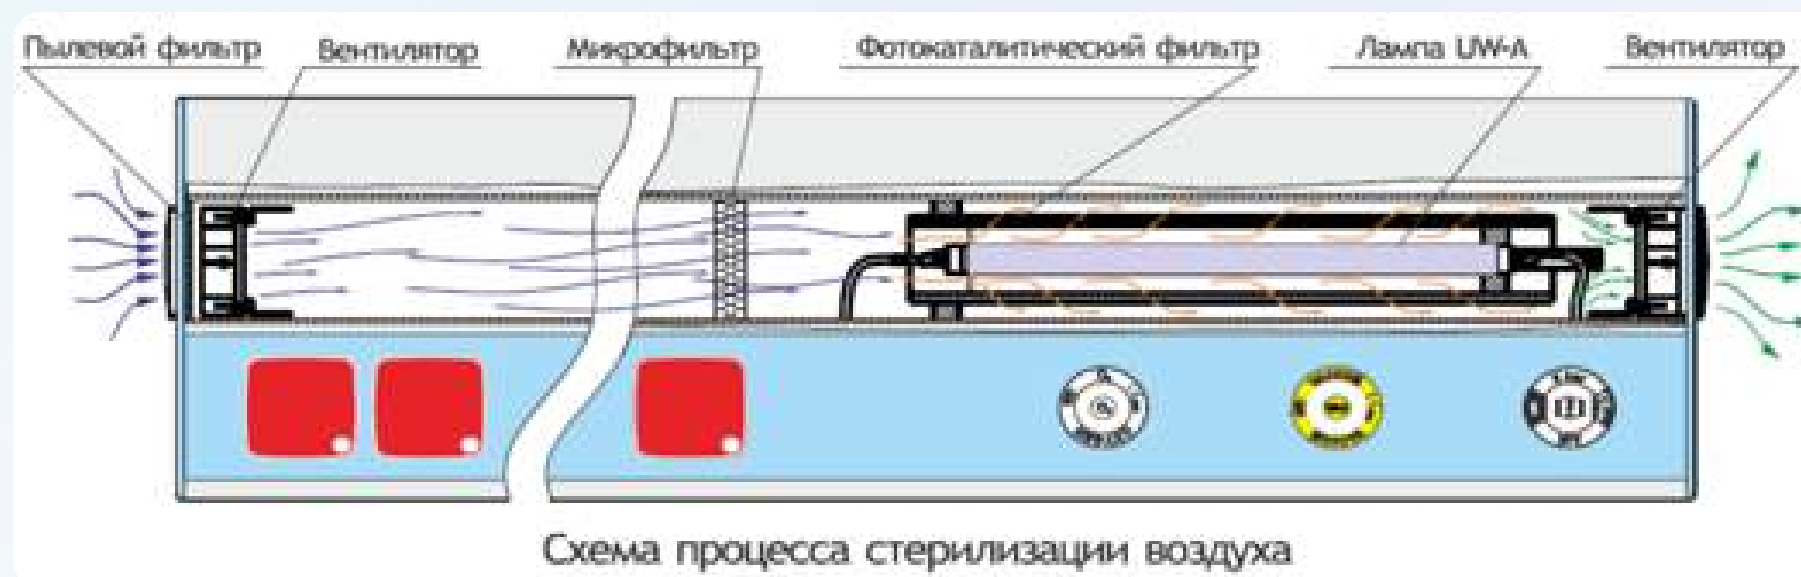 Пылевой фильтр
Вентилятор
Микрофильтр
Фотокаталитический фильтр
Лампа UW-A
Вентилятор
Схема процесса стерилизации воздуха